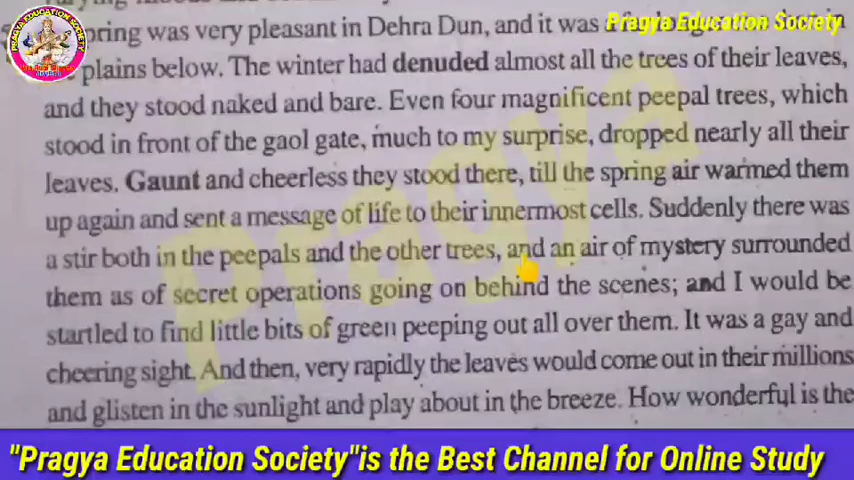 Pragya Education Society
pring was very pleasant in Dehra Dun, and it was a
plains below. The winter had denuded almost all the trees of their leaves,
and they stood naked and bare. Even four magnificent peepal trees, which
stood in front of the gaol gate, much to my surprise, dropped nearly all their
leaves. Gaunt and cheerless they stood there, till the spring air warmed them
up again and sent a message of life to their innermost cells. Suddenly there was
a stir both in the peepals and the other trees, and an air of mystery surrounded
them as of secret operations going on behind the scenes; and I would be
startled to find little bits of green peeping out all over them. It was a gay and
cheering sight. And then, very rapidly the leaves would come out in their millions
and glisten in the sunlight and play about in the breeze. How wonderful is the
Pragya
"Pragya Education Society"is the Best Channel for Online Study